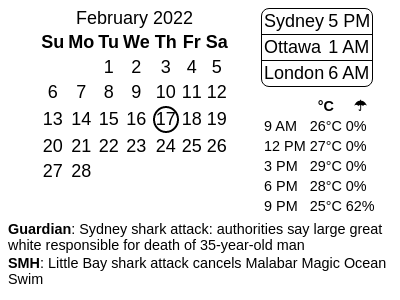 February 2022
Su Mo Tu We Th Fr Sa
1 2 3 4 5
6 7 8 9 10 11 12
13 14 15 16 17 18 19
20 21 22 23 24 25 26
27 28
Sydney 5 PM
Ottawa 1 AM
London 6 AM
°C ☂
9 AM 26°C 0%
12 PM 27°C 0%
3 PM 29°C 0%
6 PM 28°C 0%
9 PM 25°C 62%
Guardian: Sydney shark attack: authorities say large great
white responsible for death of 35-year-old man
SMH: Little Bay shark attack cancels Malabar Magic Ocean
Swim